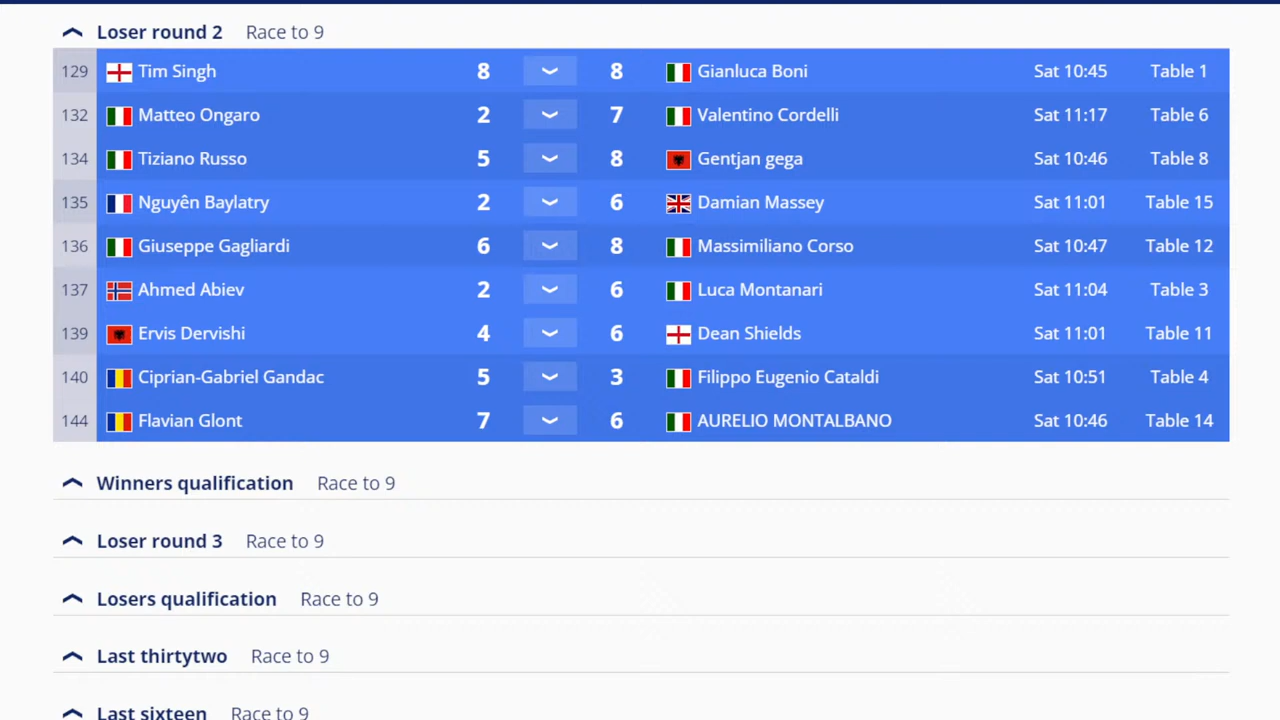 Loser round 2 Race to 9
129 Tim Singh 8 8 Gianluca Boni Sat 10:45 Table 1
132 Matteo Ongaro 2 7 Valentino Cordelli Sat 11:17 Table 6
134 Tiziano Russo 5 8 Gentjan gega Sat 10:46 Table 8
135 Nguyên Baylatry 2 6 Damian Massey Sat 11:01 Table 15
136 Giuseppe Gagliardi 6 8 Massimiliano Corso Sat 10:47 Table 12
137 Ahmed Abiev 2 6 Luca Montanari Sat 11:04 Table 3
139 Ervis Dervishi 4 6 Dean Shields Sat 11:01 Table 11
140 Ciprian-Gabriel Gandac 5 3 Filippo Eugenio Cataldi Sat 10:51 Table 4
144 Flavian Glont 7 6 AURELIO MONTALBANO Sat 10:46 Table 14
Winners qualification Race to 9
Loser round 3 Race to 9
Losers qualification Race to 9
Last thirtytwo Race to 9
Last sixteen Race to 9